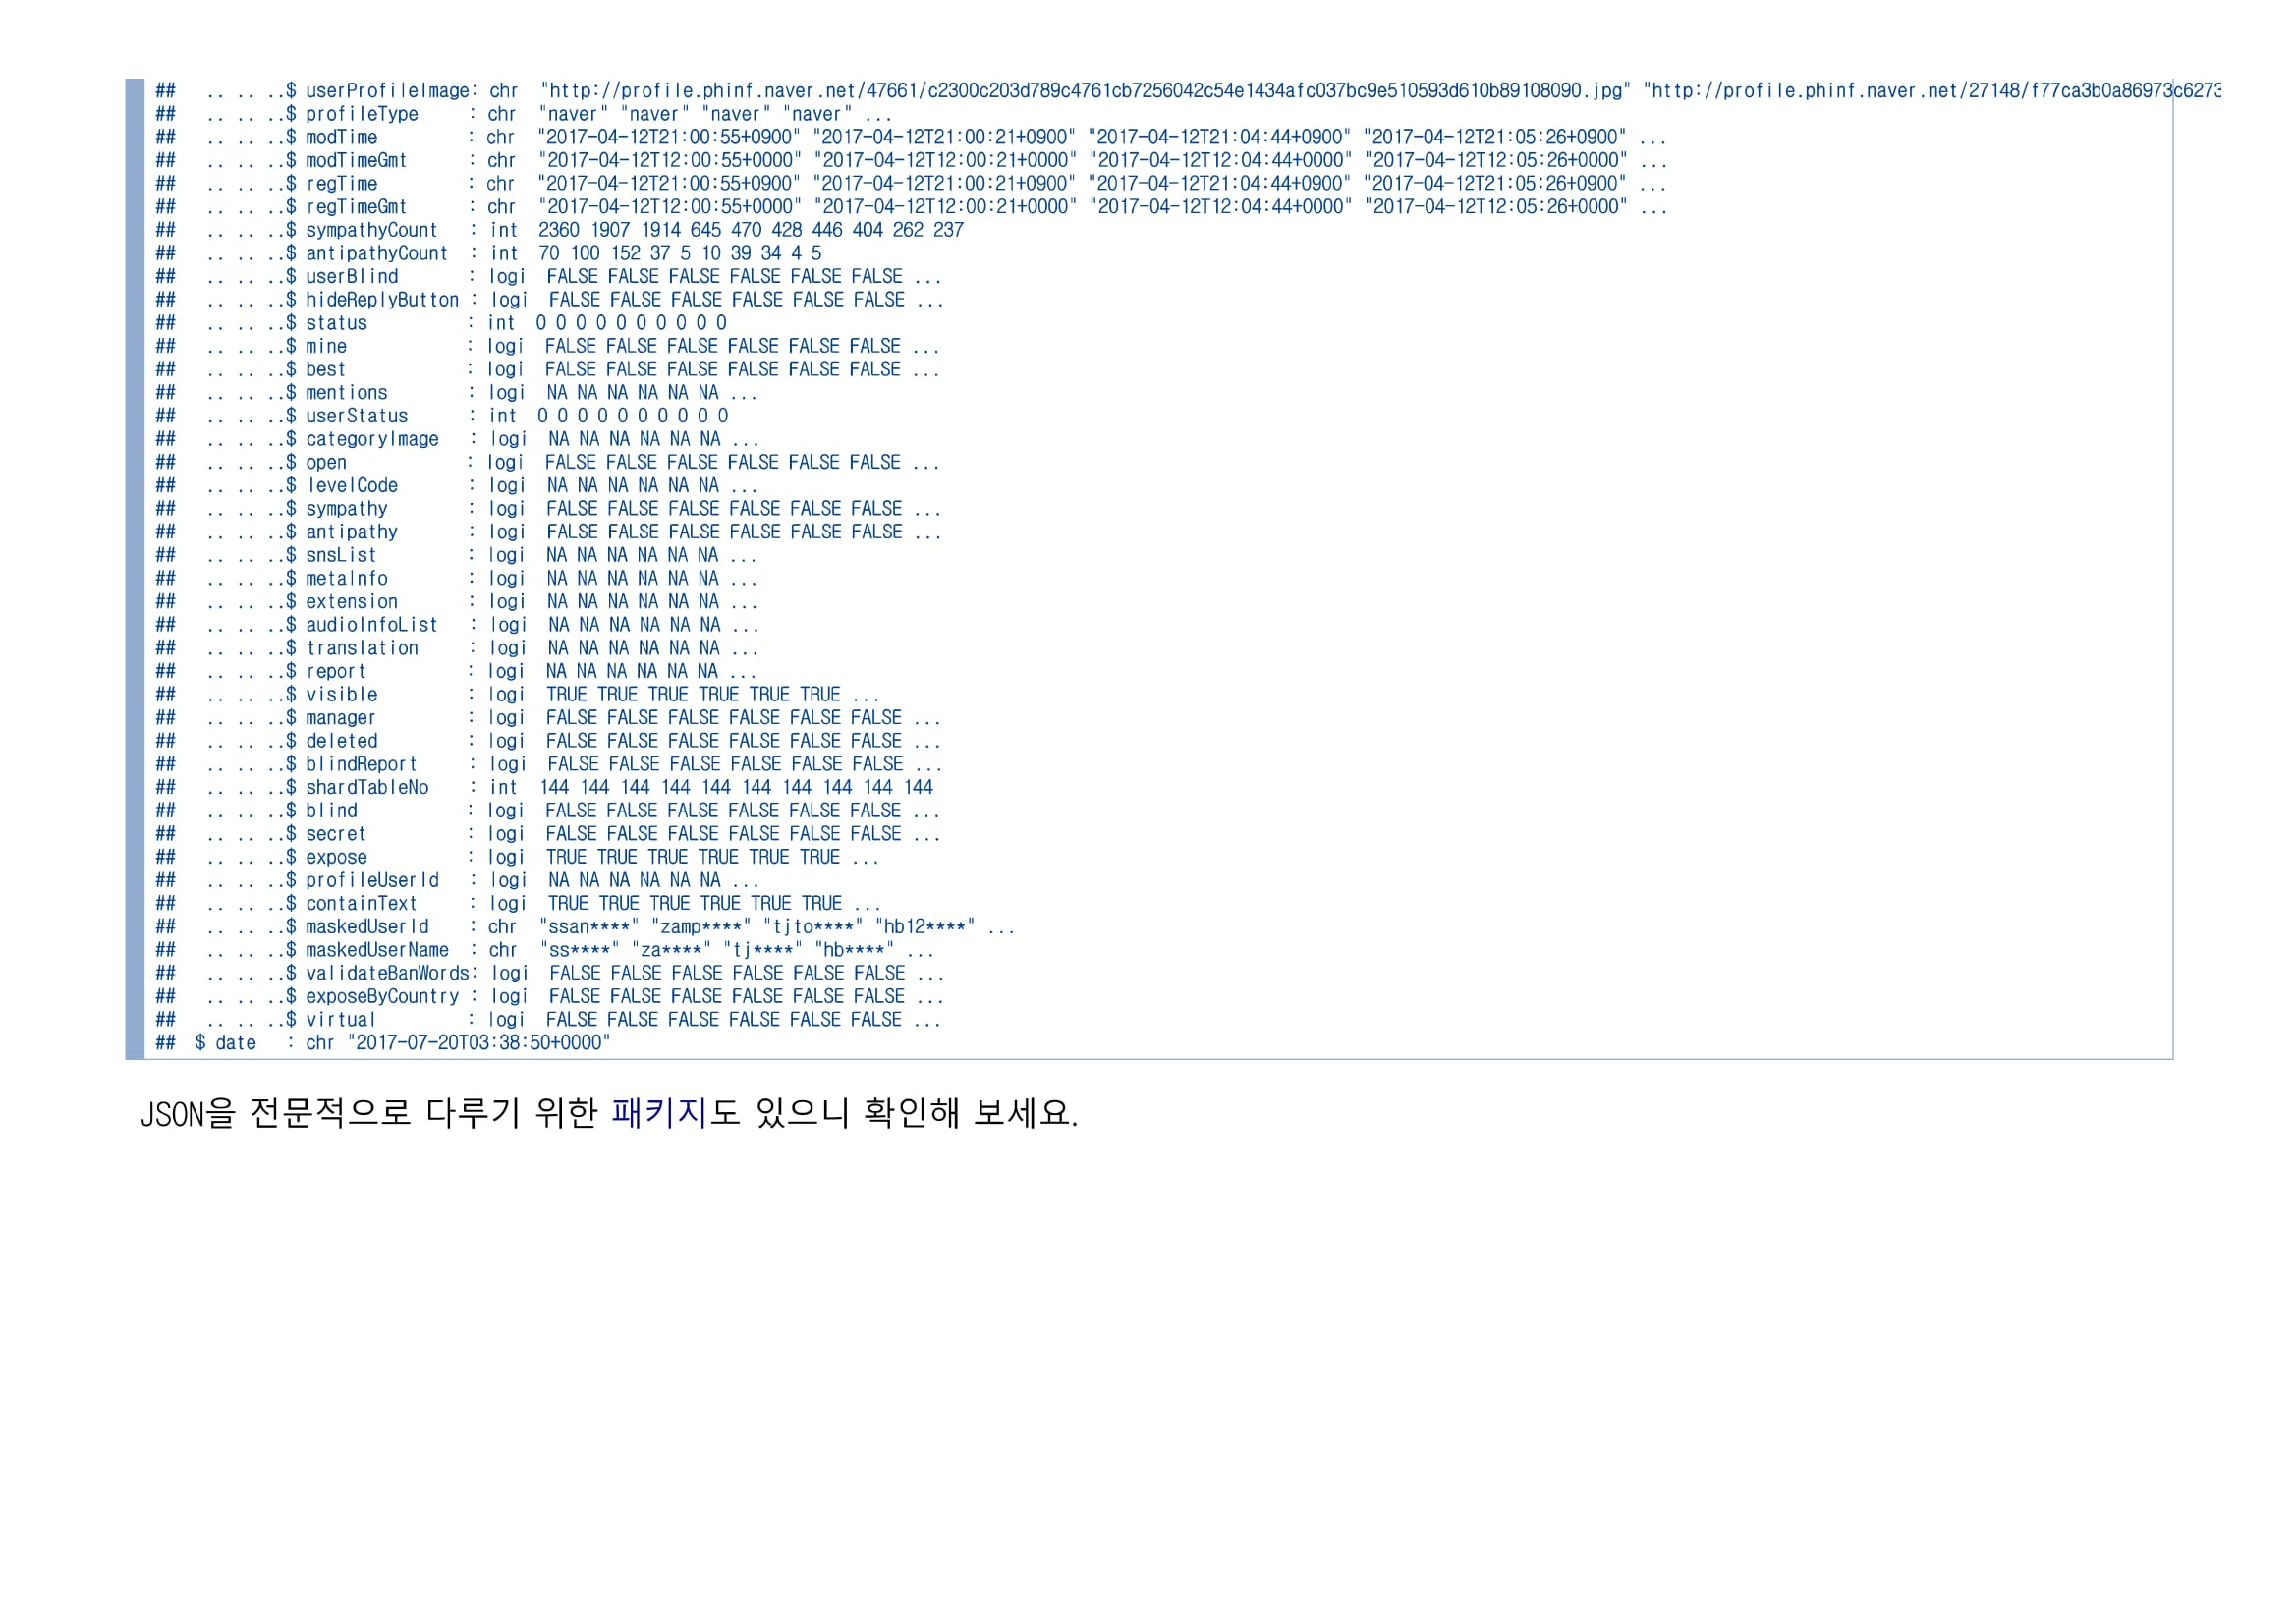 ##   .. .. ..$ userProfileImage: chr  "http://profile.phinf.naver.net/47661/c2300c203d789c4761cb7256042c54e1434afc037bc9e510593d610b89108090.jpg" "http://profile.phinf.naver.net/27148/f77ca3b0a86973c6273
##   .. .. ..$ profileType     : chr  "naver" "naver" "naver" "naver" ...
##   .. .. ..$ modTime         : chr  "2017-04-12T21:00:55+0900" "2017-04-12T21:00:21+0900" "2017-04-12T21:04:44+0900" "2017-04-12T21:05:26+0900" ...
##   .. .. ..$ modTimeGmt      : chr  "2017-04-12T12:00:55+0000" "2017-04-12T12:00:21+0000" "2017-04-12T12:04:44+0000" "2017-04-12T12:05:26+0000" ...
##   .. .. ..$ regTime         : chr  "2017-04-12T21:00:55+0900" "2017-04-12T21:00:21+0900" "2017-04-12T21:04:44+0900" "2017-04-12T21:05:26+0900" ...
##   .. .. ..$ regTimeGmt      : chr  "2017-04-12T12:00:55+0000" "2017-04-12T12:00:21+0000" "2017-04-12T12:04:44+0000" "2017-04-12T12:05:26+0000" ...
##   .. .. ..$ sympathyCount   : int  2360 1907 1914 645 470 428 446 404 262 237
##   .. .. ..$ antipathyCount  : int  70 100 152 37 5 10 39 34 4 5
##   .. .. ..$ userBlind       : logi  FALSE FALSE FALSE FALSE FALSE FALSE ...
##   .. .. ..$ hideReplyButton : logi  FALSE FALSE FALSE FALSE FALSE FALSE ...
##   .. .. ..$ status          : int  0 0 0 0 0 0 0 0 0 0
##   .. .. ..$ mine            : logi  FALSE FALSE FALSE FALSE FALSE FALSE ...
##   .. .. ..$ best            : logi  FALSE FALSE FALSE FALSE FALSE FALSE ...
##   .. .. ..$ mentions        : logi  NA NA NA NA NA NA ...
##   .. .. ..$ userStatus      : int  0 0 0 0 0 0 0 0 0 0
##   .. .. ..$ categoryImage   : logi  NA NA NA NA NA NA ...
##   .. .. ..$ open            : logi  FALSE FALSE FALSE FALSE FALSE FALSE ...
##   .. .. ..$ levelCode       : logi  NA NA NA NA NA NA ...
##   .. .. ..$ sympathy        : logi  FALSE FALSE FALSE FALSE FALSE FALSE ...
##   .. .. ..$ antipathy       : logi  FALSE FALSE FALSE FALSE FALSE FALSE ...
##   .. .. ..$ snsList         : logi  NA NA NA NA NA NA ...
##   .. .. ..$ metaInfo        : logi  NA NA NA NA NA NA ...
##   .. .. ..$ extension       : logi  NA NA NA NA NA NA ...
##   .. .. ..$ audioInfoList   : logi  NA NA NA NA NA NA ...
##   .. .. ..$ translation     : logi  NA NA NA NA NA NA ...
##   .. .. ..$ report          : logi  NA NA NA NA NA NA ...
##   .. .. ..$ visible         : logi  TRUE TRUE TRUE TRUE TRUE TRUE ...
##   .. .. ..$ manager         : logi  FALSE FALSE FALSE FALSE FALSE FALSE ...
##   .. .. ..$ deleted         : logi  FALSE FALSE FALSE FALSE FALSE FALSE ...
##   .. .. ..$ blindReport     : logi  FALSE FALSE FALSE FALSE FALSE FALSE ...
##   .. .. ..$ shardTableNo    : int  144 144 144 144 144 144 144 144 144 144
##   .. .. ..$ blind           : logi  FALSE FALSE FALSE FALSE FALSE FALSE ...
##   .. .. ..$ secret          : logi  FALSE FALSE FALSE FALSE FALSE FALSE ...
##   .. .. ..$ expose          : logi  TRUE TRUE TRUE TRUE TRUE TRUE ...
##   .. .. ..$ profileUserId   : logi  NA NA NA NA NA NA ...
##   .. .. ..$ containText     : logi  TRUE TRUE TRUE TRUE TRUE TRUE ...
##   .. .. ..$ maskedUserId    : chr  "ssan****" "zamp****" "tjto****" "hb12****" ...
##   .. .. ..$ maskedUserName  : chr  "ss****" "za****" "tj****" "hb****" ...
##   .. .. ..$ validateBanWords: logi  FALSE FALSE FALSE FALSE FALSE FALSE ...
##   .. .. ..$ exposeByCountry : logi  FALSE FALSE FALSE FALSE FALSE FALSE ...
##   .. .. ..$ virtual         : logi  FALSE FALSE FALSE FALSE FALSE FALSE ...
##  $ date   : chr "2017-07-20T03:38:50+0000"
JSON을 전문적으로 다루기 위한 패키지도 있으니 확인해 보세요.